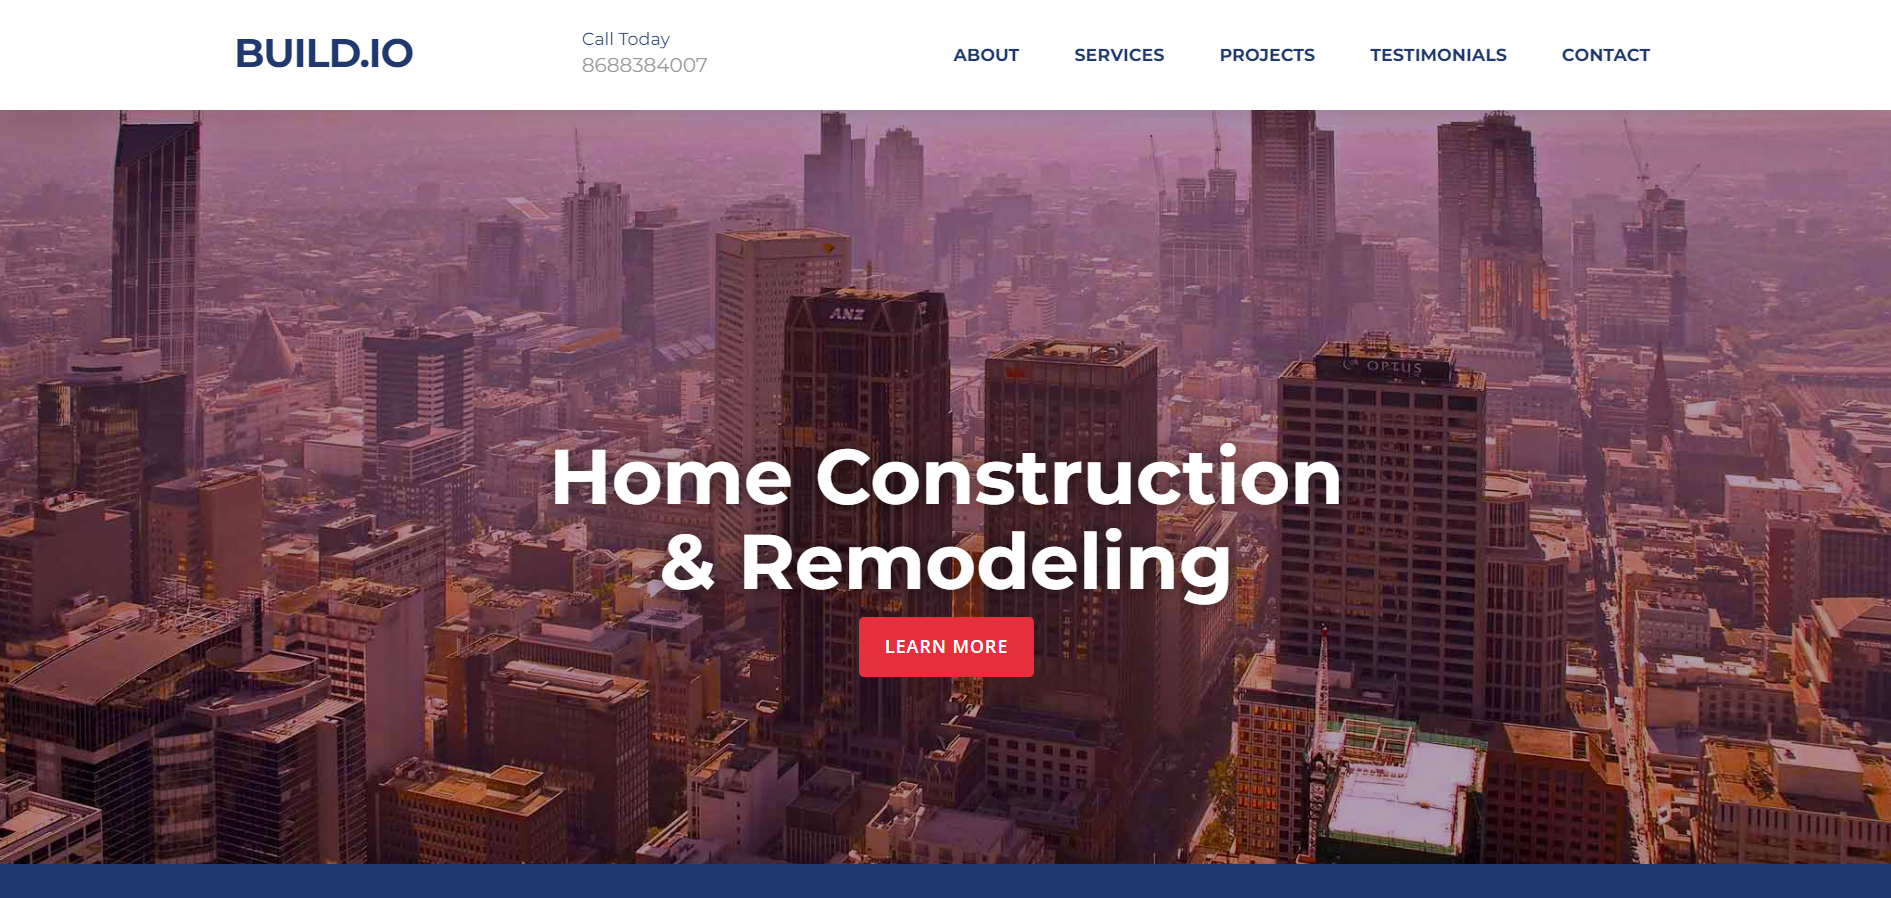 BUILD.IO
Call Today
8688384007
ABOUT SERVICES PROJECTS TESTIMONIALS CONTACT
ANZ
OPTUS
Home Construction
& Remodeling
LEARN MORE